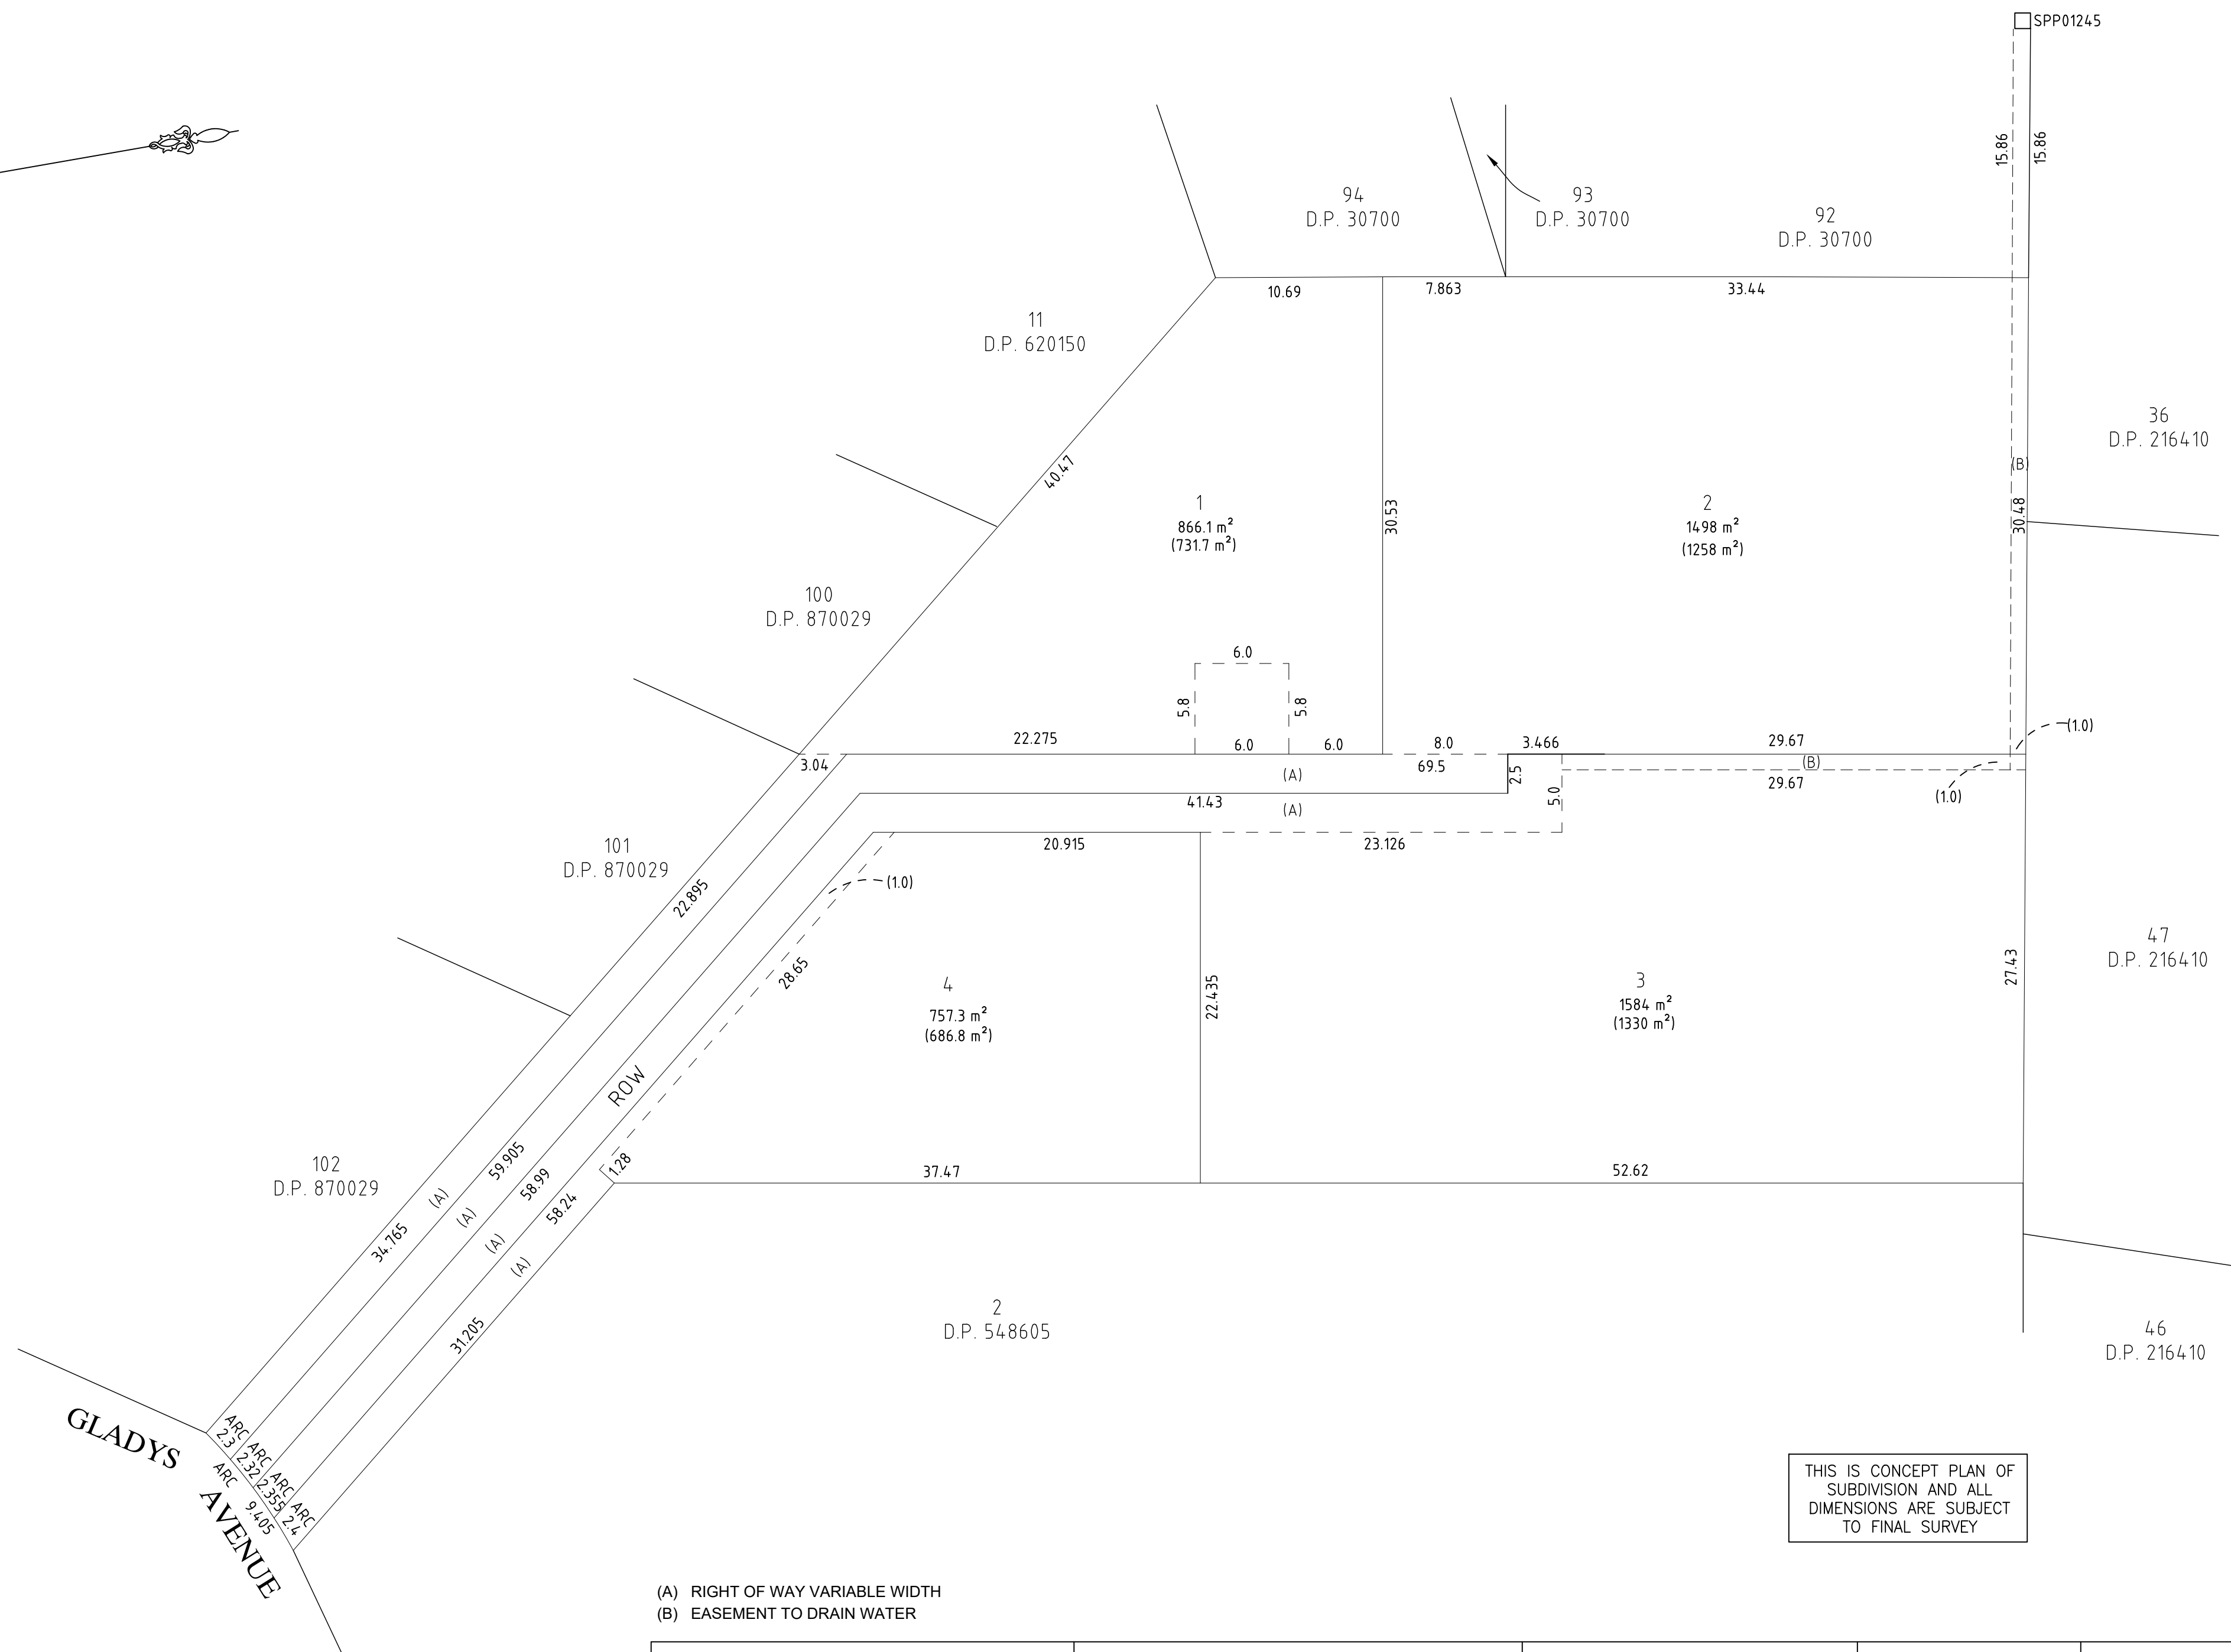 SPP01245
15.86
15.86
94
D.P. 30700
93
D.P. 30700
92
D.P. 30700
10.69
7.863
33.44
11
D.P. 620150
36
D.P. 216410
40.47
(B)
1
866.1 m²
(731.7 m²)
30.53
2
1498 m²
(1258 m²)
30.48
100
D.P. 870029
6.0
5.8
5.8
(1.0)
22.275
6.0
6.0
8.0
3.466
29.67
3.04
(A)
69.5
2.5
(B)
29.67
(1.0)
5.0
41.43
(A)
20.915
23.126
101
D.P. 870029
(1.0)
22.895
28.65
4
757.3 m²
(686.8 m²)
22.435
3
1584 m²
(1330 m²)
27.43
47
D.P. 216410
ROW
102
D.P. 870029
59.905
1.28
37.47
52.62
58.99
58.24
(A)
(A)
(A)
(A)
34.765
31.205
2
D.P. 548605
46
D.P. 216410
GLADYS
AVENUE
ARC
2.3
ARC
2.32
ARC
2.355
ARC
2.4
ARC 9.405
THIS IS CONCEPT PLAN OF
SUBDIVISION AND ALL
DIMENSIONS ARE SUBJECT
TO FINAL SURVEY
(A) RIGHT OF WAY VARIABLE WIDTH
(B) EASEMENT TO DRAIN WATER